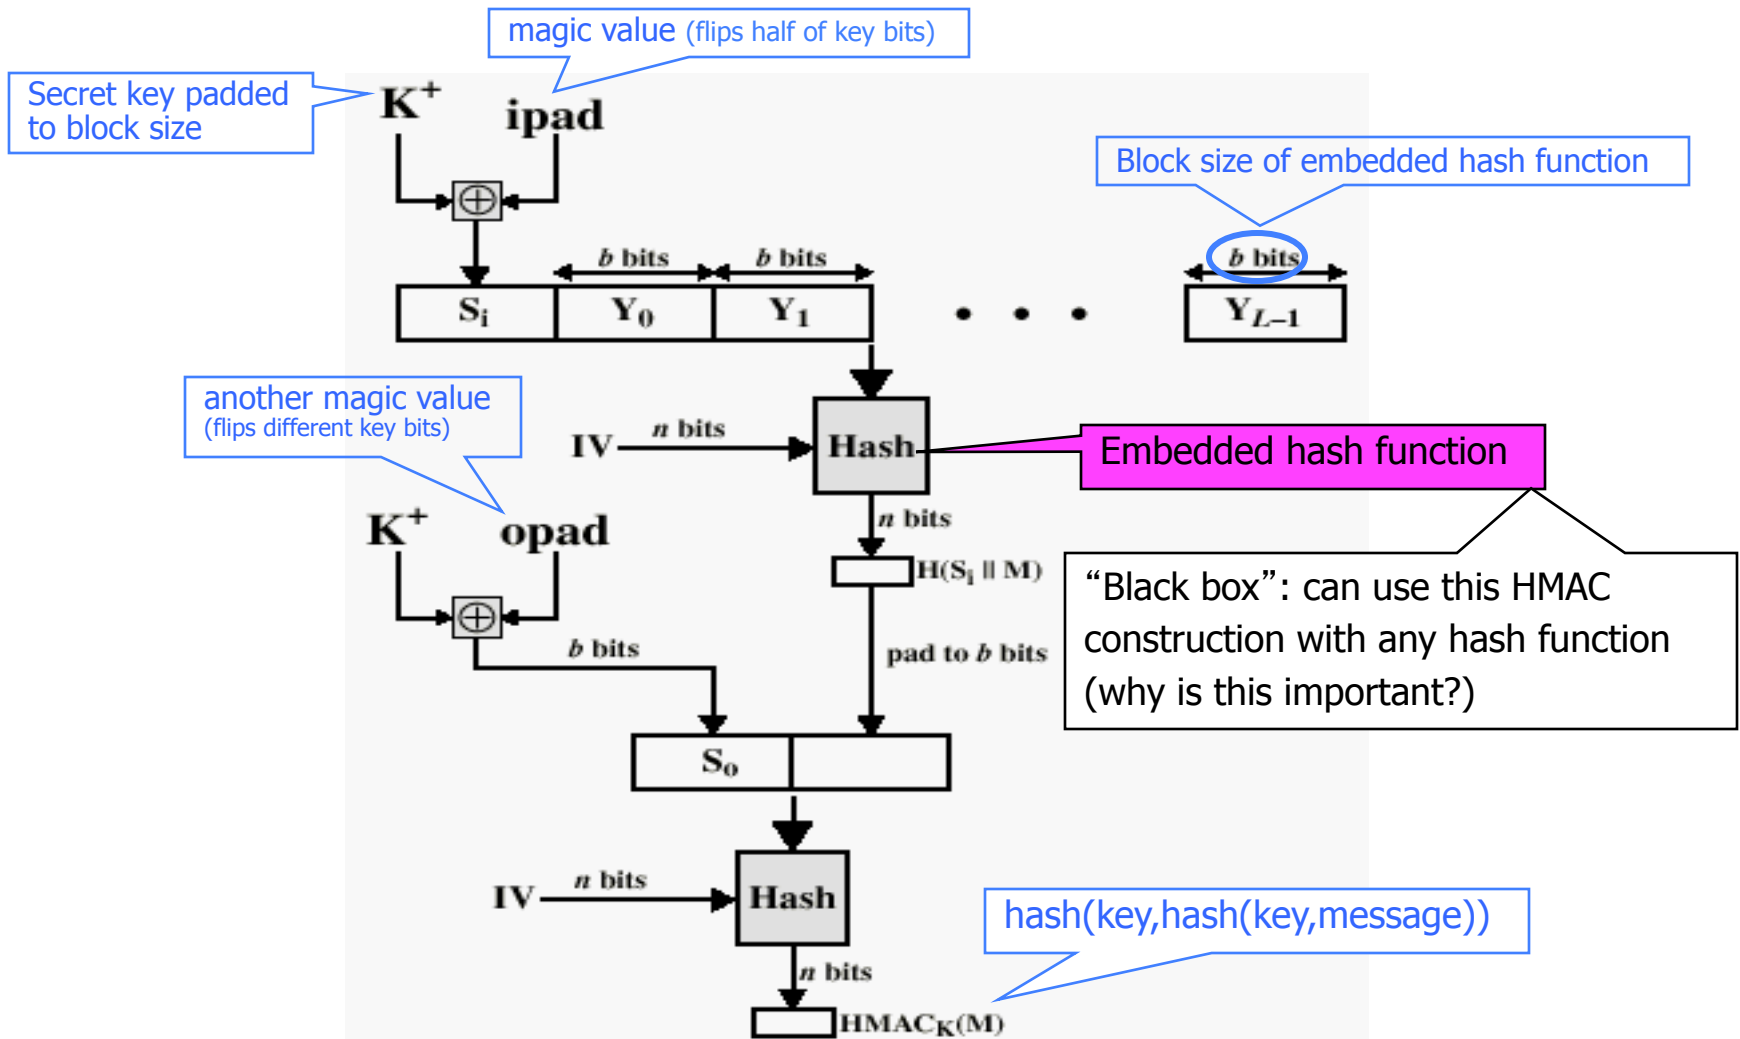 magic value (flips half of key bits)
Secret key padded
to block size
K⁺
ipad
Block size of embedded hash function
⊕
b bits
b bits
b bits
Sᵢ
Y₀
Y₁
• • •
Y_{L–1}
another magic value
(flips different key bits)
IV
n bits
Hash
Embedded hash function
n bits
K⁺
opad
H(Sᵢ || M)
“Black box”: can use this HMAC
construction with any hash function
(why is this important?)
⊕
b bits
pad to b bits
Sₒ
IV
n bits
Hash
hash(key,hash(key,message))
n bits
HMAC_K(M)